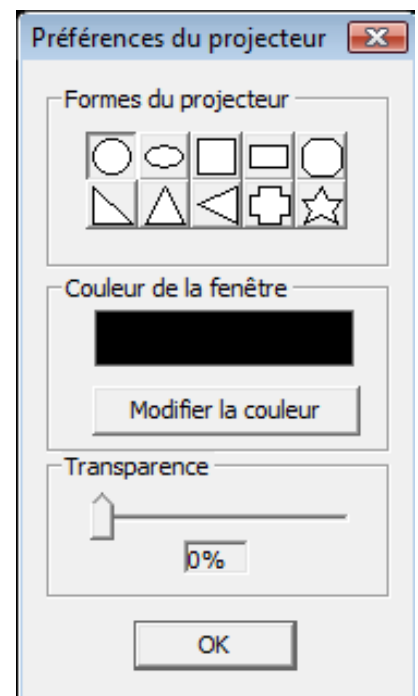 Préférences du projecteur
Formes du projecteur
Couleur de la fenêtre
Modifier la couleur
Transparence
0%
OK